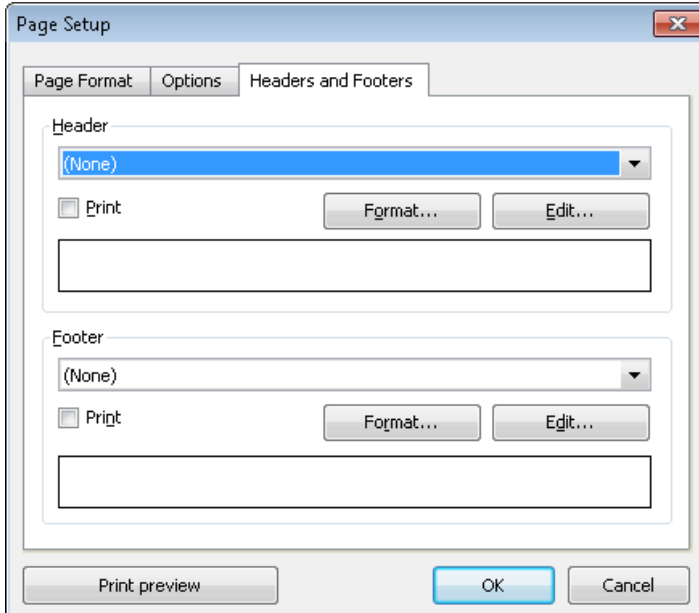 Page Setup
Page Format Options Headers and Footers
Header
(None)
Print Format... Edit...
Footer
(None)
Print Format... Edit...
Print preview OK Cancel